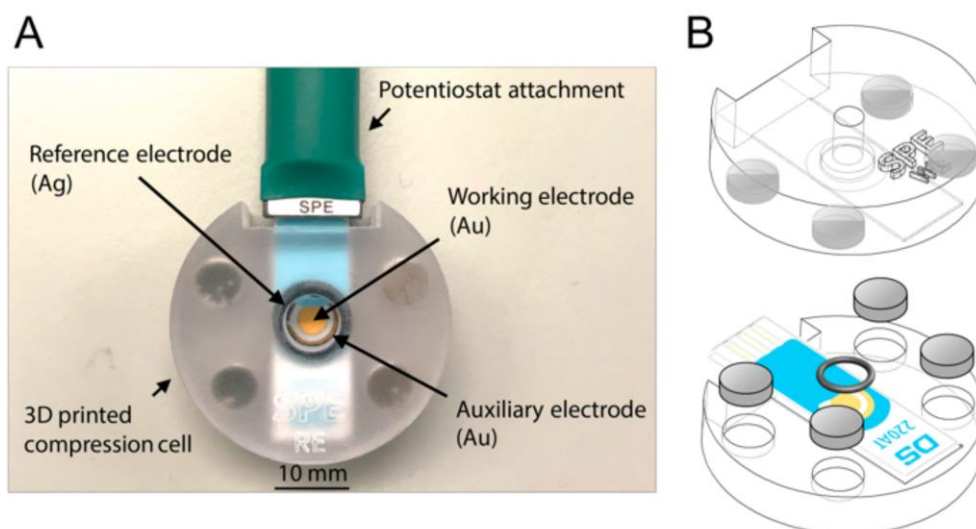 A
B
Potentiostat attachment
Reference electrode
(Ag)
SPE
Working electrode
(Au)
3D printed
compression cell
SPE
RE
Auxiliary electrode
(Au)
10 mm
SPE
DS
220AT